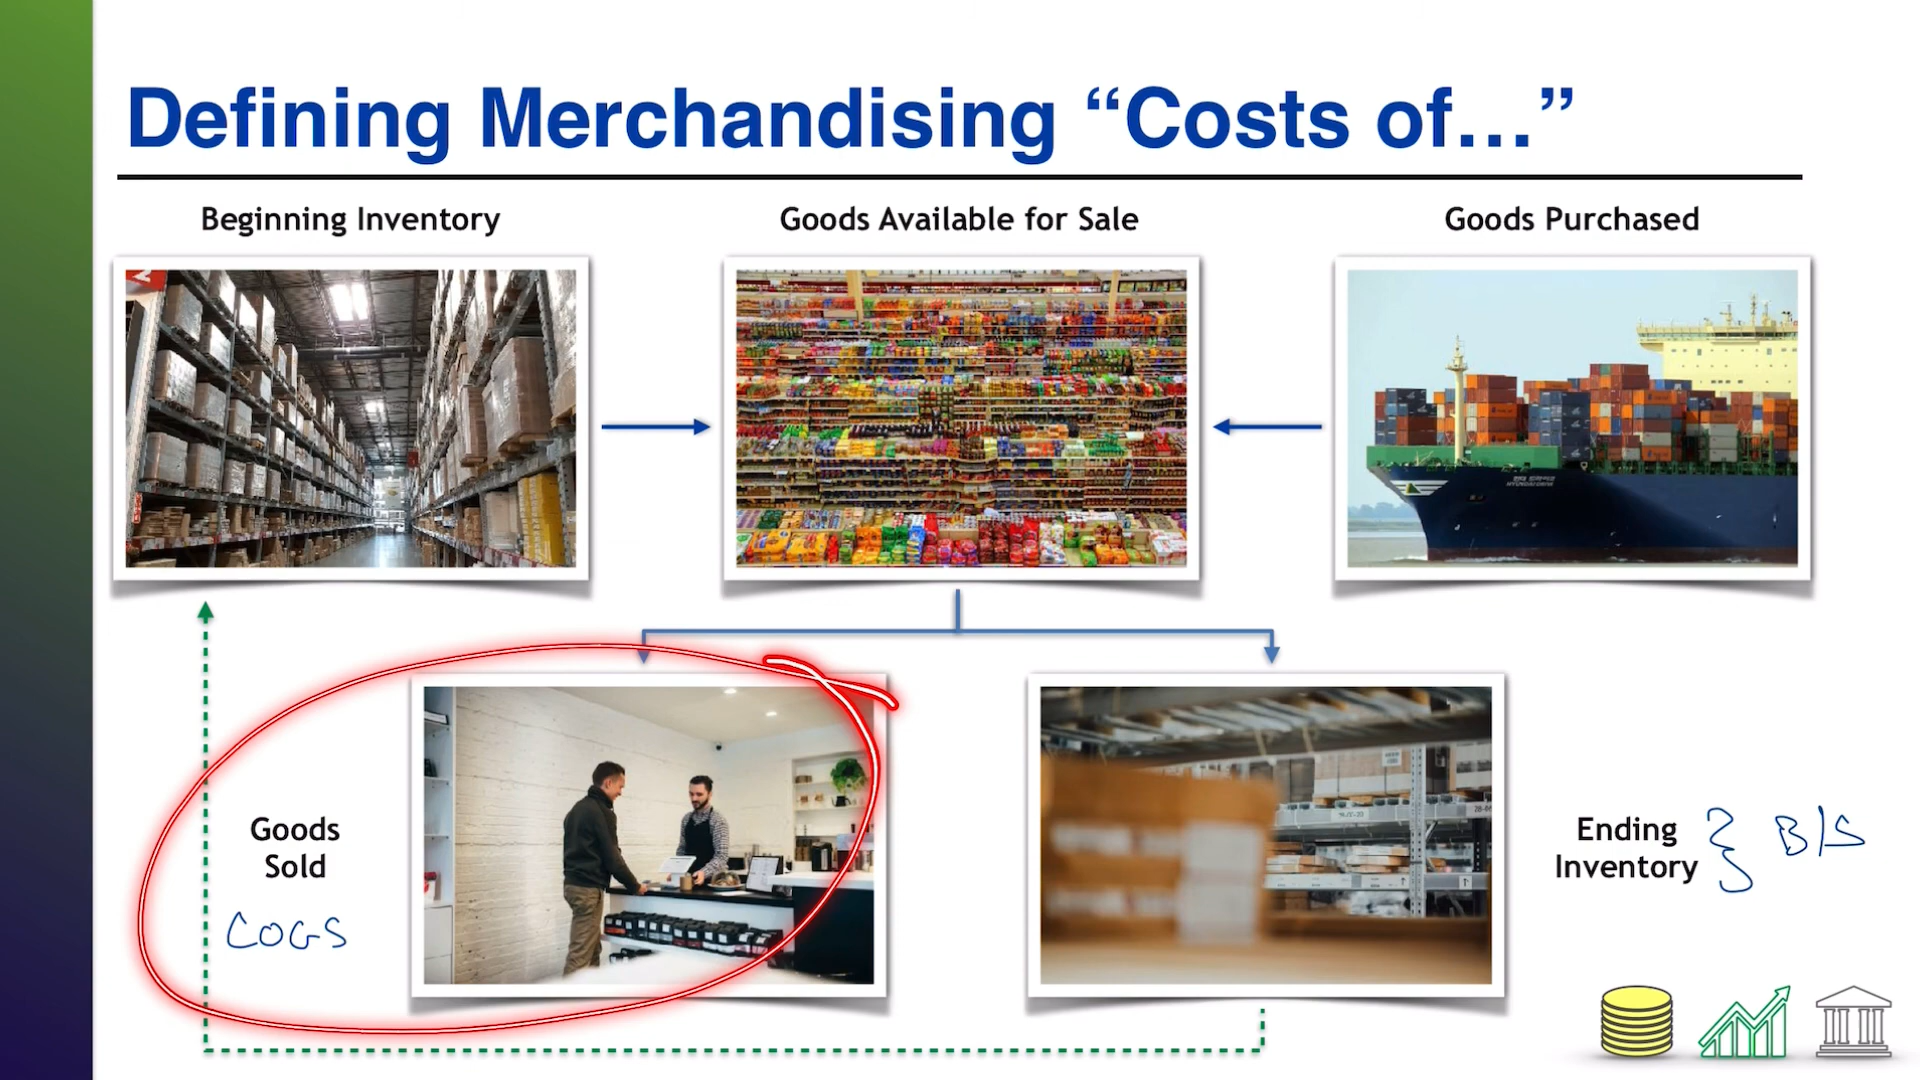 Defining Merchandising “Costs of…”
Beginning Inventory
Goods Available for Sale
Goods Purchased
Goods
Sold
COGS
Ending
Inventory
B/S